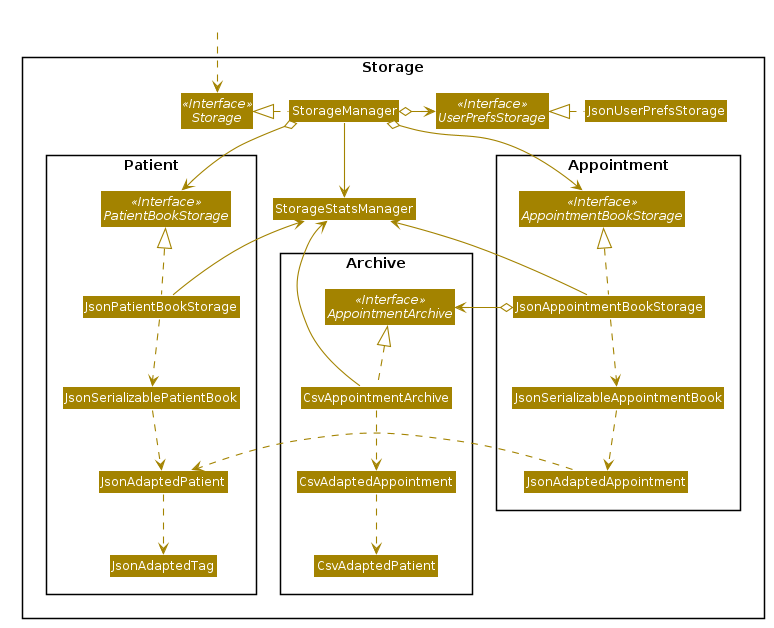 Storage
«Interface»
Storage
StorageManager
«Interface»
UserPrefsStorage
JsonUserPrefsStorage
Patient
«Interface»
PatientBookStorage
StorageStatsManager
Appointment
«Interface»
AppointmentBookStorage
Archive
«Interface»
AppointmentArchive
JsonPatientBookStorage
JsonAppointmentBookStorage
JsonSerializablePatientBook
CsvAppointmentArchive
JsonSerializableAppointmentBook
JsonAdaptedPatient
CsvAdaptedAppointment
JsonAdaptedAppointment
JsonAdaptedTag
CsvAdaptedPatient